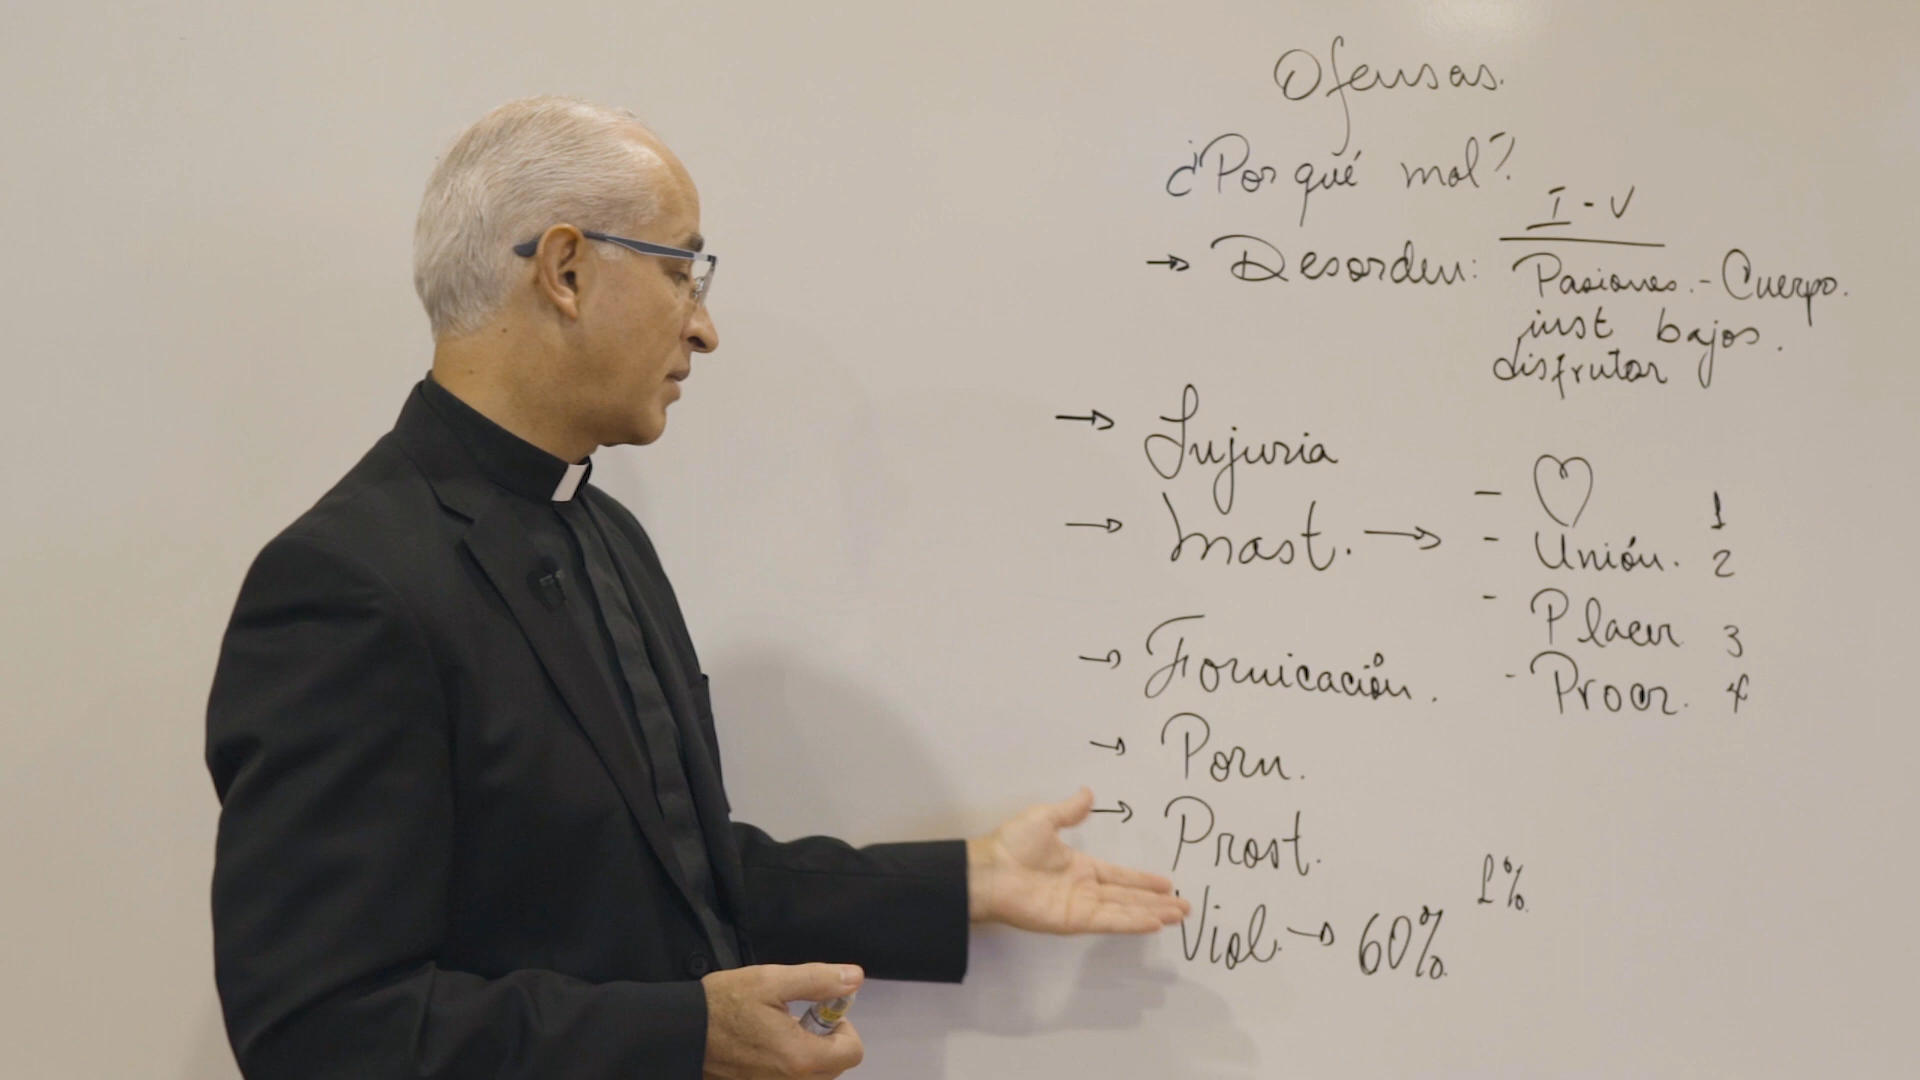 Ofensas.
¿Por qué mal?
I - V
→ Desorden: Pasiones. - Cuerpo.
inst bajos.
disfrutar
→ Lujuria
→ Mast. → - ♡ 1
- Unión. 2
- Placer 3
→ Fornicación. - Procr. 4
→ Porn.
→ Prost.
1%.
Viol. → 60%.